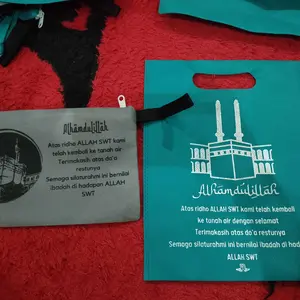 Alhamdulillah
Atas ridho ALLAH SWT kami
telah kembali ke tanah air
Terimakasih atas do'a
restunya
Semoga silaturahmi ini bernilai
ibadah di hadapan ALLAH
SWT
Alhamdulillah
Atas ridho ALLAH SWT kami telah kembali
ke tanah air dengan selamat
Terimakasih atas do'a restunya
Semoga silaturahmi ini bernilai ibadah di hadapan
ALLAH SWT